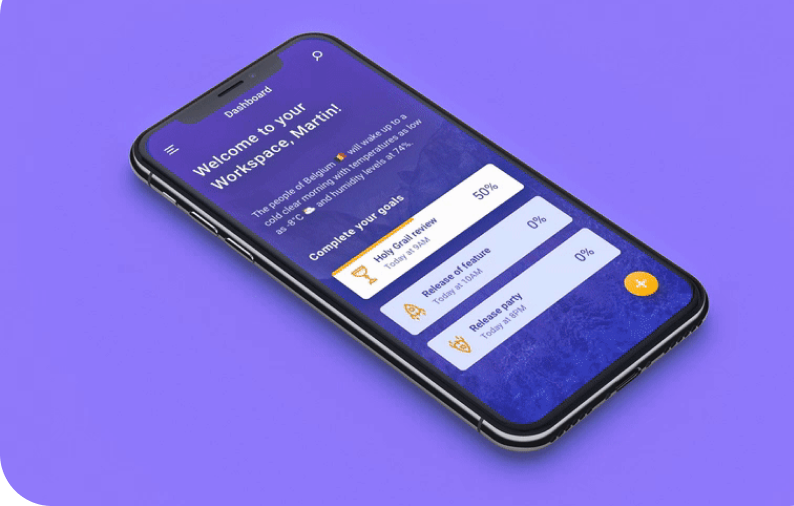 Dashboard
Welcome to your
Workspace, Martin!
The people of Belgium 🇧🇪 will wake up to a
cold clear morning with temperatures as low
as -8°C ☁️ and humidity levels at 74%.
Complete your goals
Holy Grail review
Today at 9AM
50%
Release of feature
Today at 10AM
0%
Release party
Today at 8PM
0%